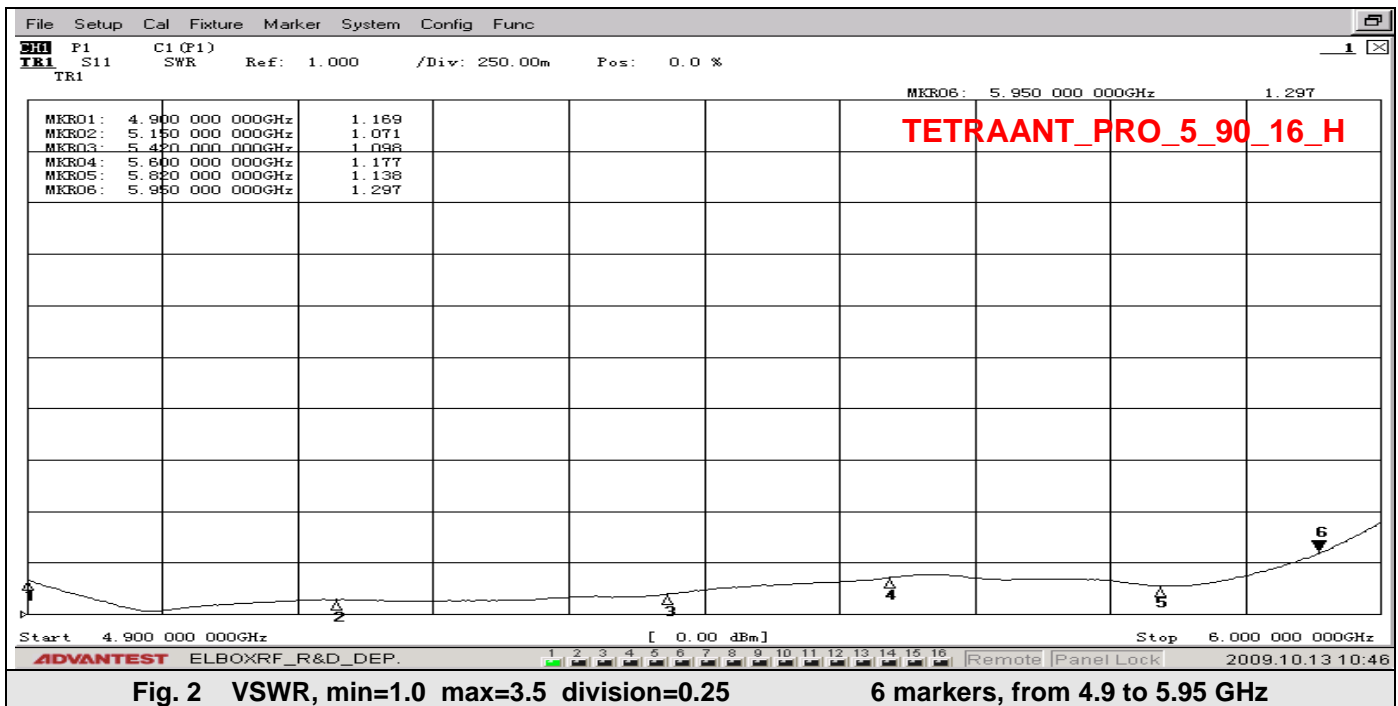 File Setup Cal Fixture Marker System Config Func
CH1 P1 C1(P1) 1
TR1 S11 SWR Ref: 1.000 /Div: 250.00m Pos: 0.0 %
TR1
MKR06: 5.950 000 000GHz 1.297
MKR01: 4.900 000 000GHz 1.169
MKR02: 5.150 000 000GHz 1.071
MKR03: 5.420 000 000GHz 1.098
MKR04: 5.600 000 000GHz 1.177
MKR05: 5.820 000 000GHz 1.138
MKR06: 5.950 000 000GHz 1.297
TETRAANT_PRO_5_90_16_H
6
1 2 3 4 5
Start 4.900 000 000GHz [ 0.00 dBm] Stop 6.000 000 000GHz
ADVANTEST ELBOXRF_R&D_DEP. 1 2 3 4 5 6 7 8 9 10 11 12 13 14 15 16 Remote Panel Lock 2009.10.13 10:46
Fig. 2 VSWR, min=1.0 max=3.5 division=0.25 6 markers, from 4.9 to 5.95 GHz